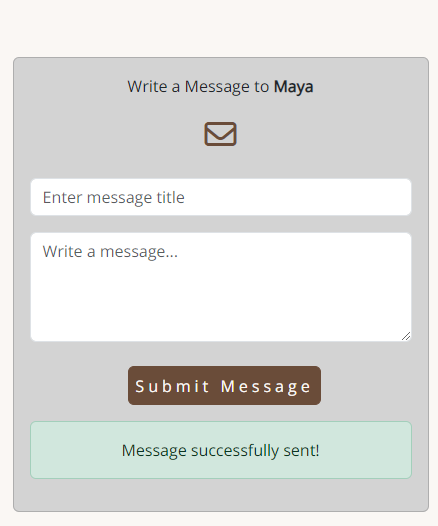 Write a Message to Maya
Enter message title
Write a message...
Submit Message
Message successfully sent!